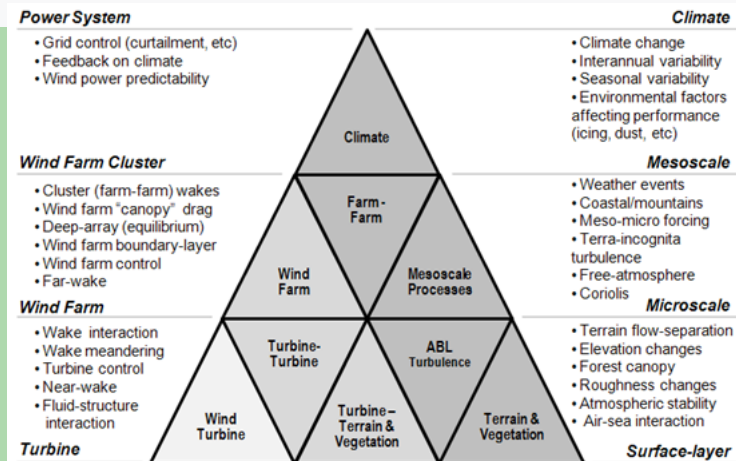 Power System
• Grid control (curtailment, etc)
• Feedback on climate
• Wind power predictability
Climate
• Climate change
• Interannual variability
• Seasonal variability
• Environmental factors
affecting performance
(icing, dust, etc)
Climate
Wind Farm Cluster
• Cluster (farm-farm) wakes
• Wind farm "canopy" drag
• Deep-array (equilibrium)
• Wind farm boundary-layer
• Wind farm control
• Far-wake
Mesoscale
• Weather events
• Coastal/mountains
• Meso-micro forcing
• Terra-incognita
turbulence
• Free-atmosphere
• Coriolis
Farm -
Farm
Wind
Farm
Mesoscale
Processes
Wind Farm
• Wake interaction
• Wake meandering
• Turbine control
• Near-wake
• Fluid-structure
interaction
Microscale
• Terrain flow-separation
• Elevation changes
• Forest canopy
• Roughness changes
• Atmospheric stability
• Air-sea interaction
Turbine-
Turbine
ABL
Turbulence
Wind
Turbine
Turbine –
Terrain &
Vegetation
Terrain &
Vegetation
Turbine
Surface-layer